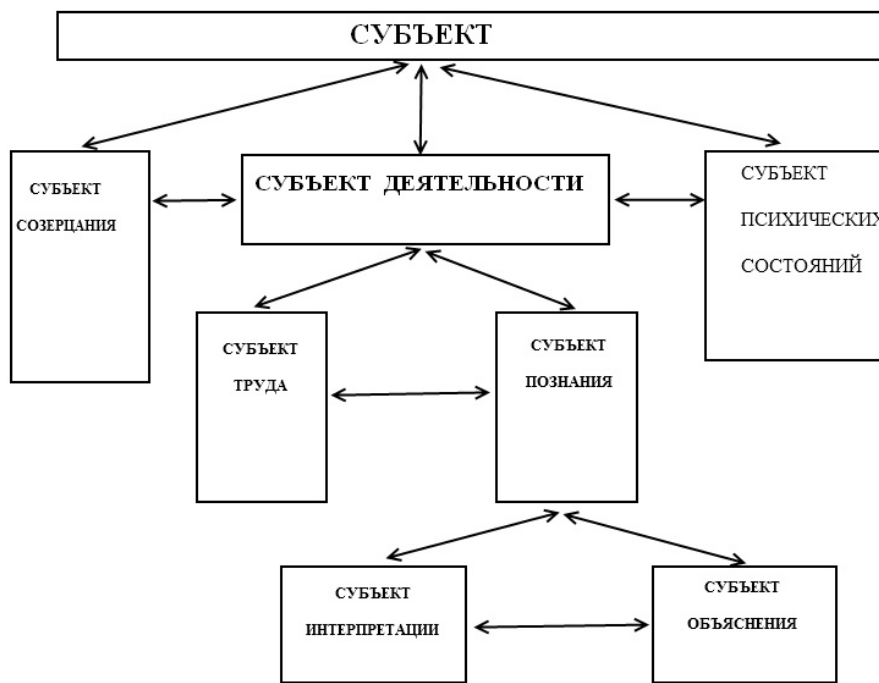 СУБЪЕКТ
СУБЪЕКТ
СОЗЕРЦАНИЯ
СУБЪЕКТ ДЕЯТЕЛЬНОСТИ
СУБЪЕКТ
ПСИХИЧЕСКИХ
СОСТОЯНИЙ
СУБЪЕКТ
ТРУДА
СУБЪЕКТ
ПОЗНАНИЯ
СУБЪЕКТ
ИНТЕРПРЕТАЦИИ
СУБЪЕКТ
ОБЪЯСНЕНИЯ